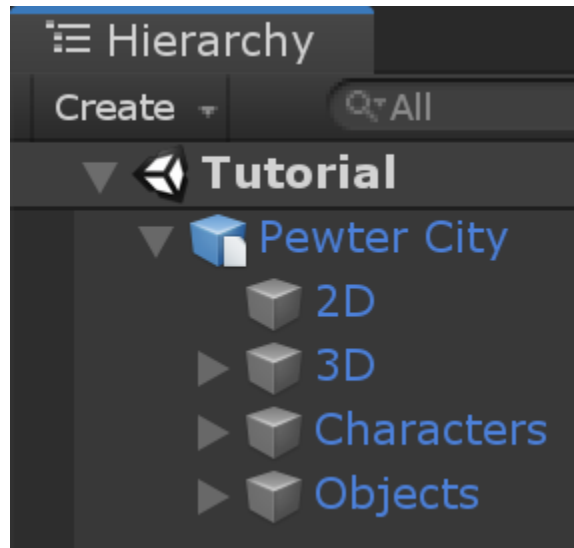 Hierarchy
Create All
Tutorial
Pewter City
2D
3D
Characters
Objects